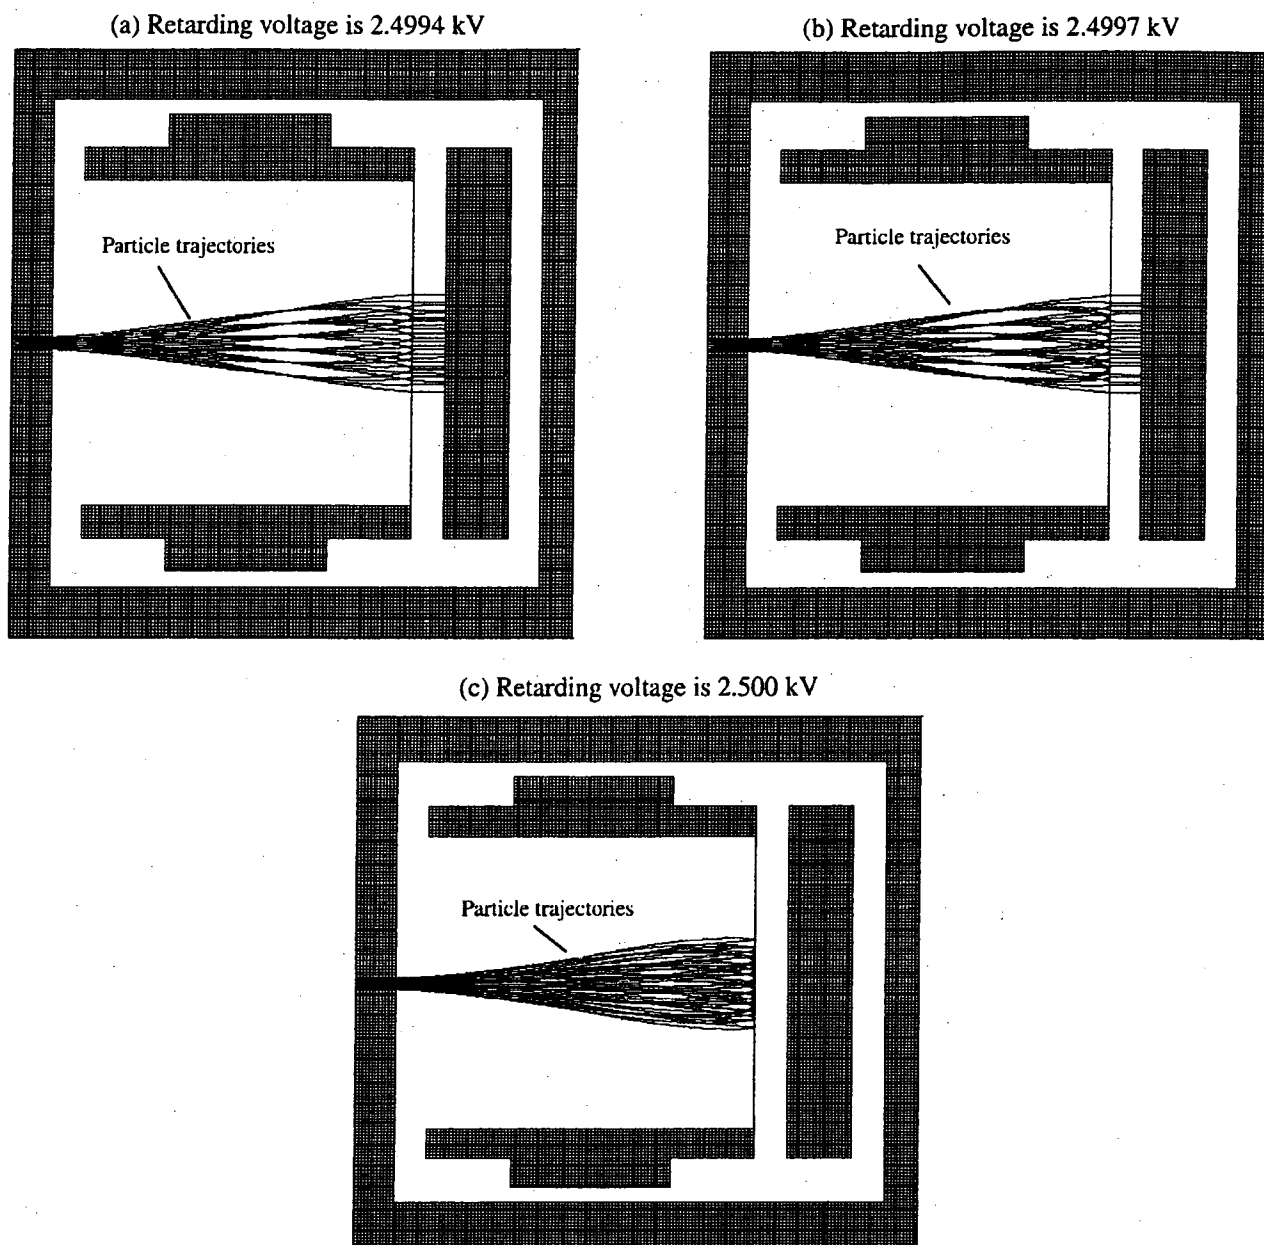 (a) Retarding voltage is 2.4994 kV
(b) Retarding voltage is 2.4997 kV
Particle trajectories
Particle trajectories
(c) Retarding voltage is 2.500 kV
Particle trajectories